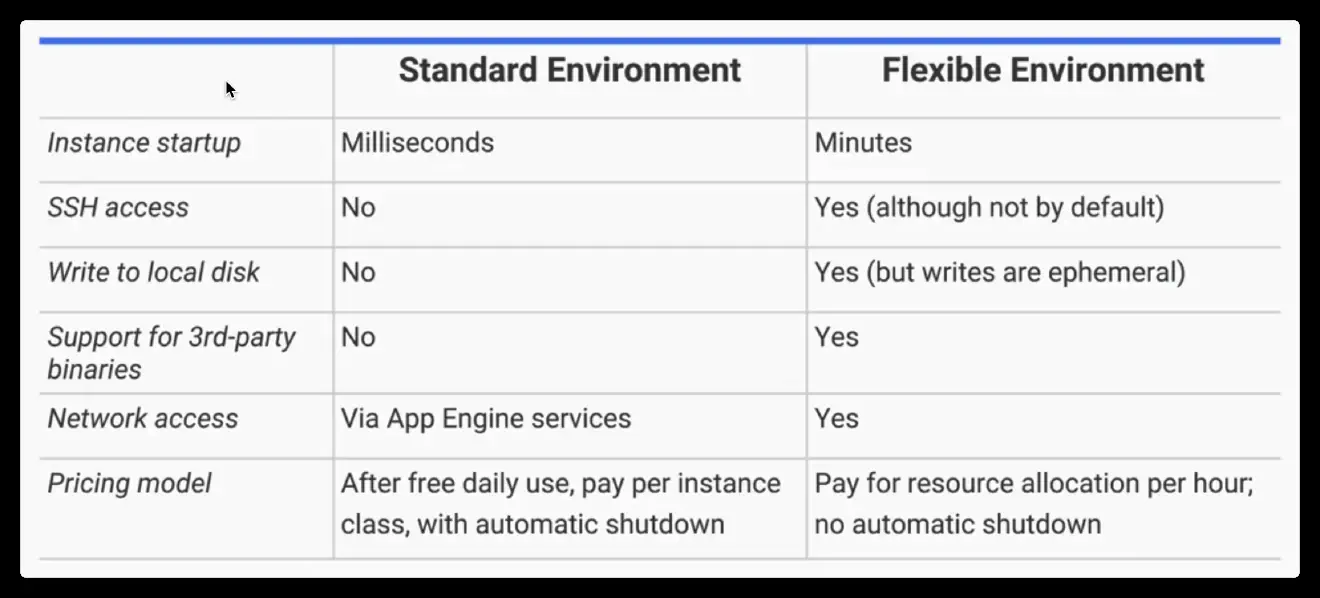 Standard Environment
Flexible Environment
Instance startup
Milliseconds
Minutes
SSH access
No
Yes (although not by default)
Write to local disk
No
Yes (but writes are ephemeral)
Support for 3rd-party
binaries
No
Yes
Network access
Via App Engine services
Yes
Pricing model
After free daily use, pay per instance
class, with automatic shutdown
Pay for resource allocation per hour;
no automatic shutdown